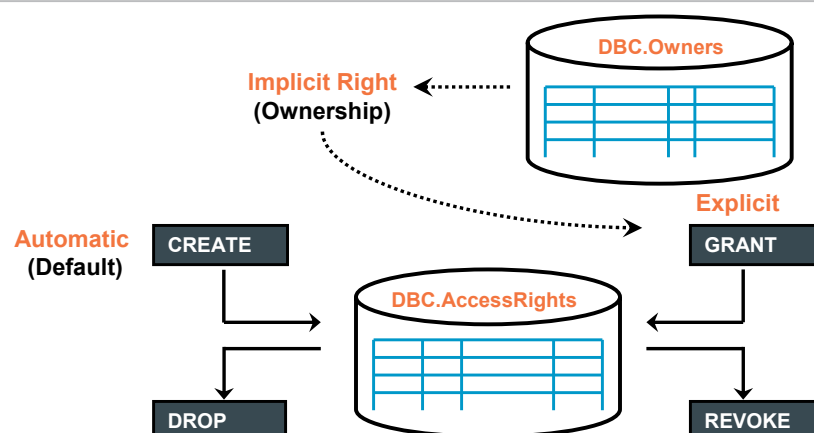 DBC.Owners
Implicit Right
(Ownership)
Explicit
Automatic
(Default)
CREATE
GRANT
DBC.AccessRights
DROP
REVOKE